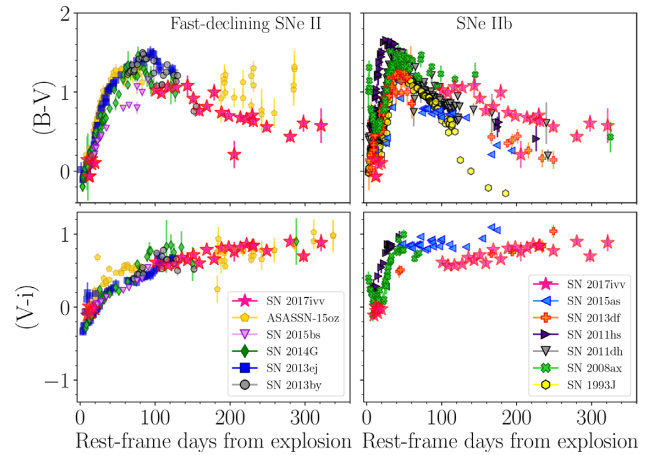 Fast-declining SNe II
SNe IIb
(B-V)
2
1
0
(V-i)
1
0
−1
SN 2017ivv
ASASSN-15oz
SN 2015bs
SN 2014G
SN 2013ej
SN 2013by
SN 2017ivv
SN 2015as
SN 2013df
SN 2011hs
SN 2011dh
SN 2008ax
SN 1993J
0 100 200 300
0 100 200 300
Rest-frame days from explosion
Rest-frame days from explosion